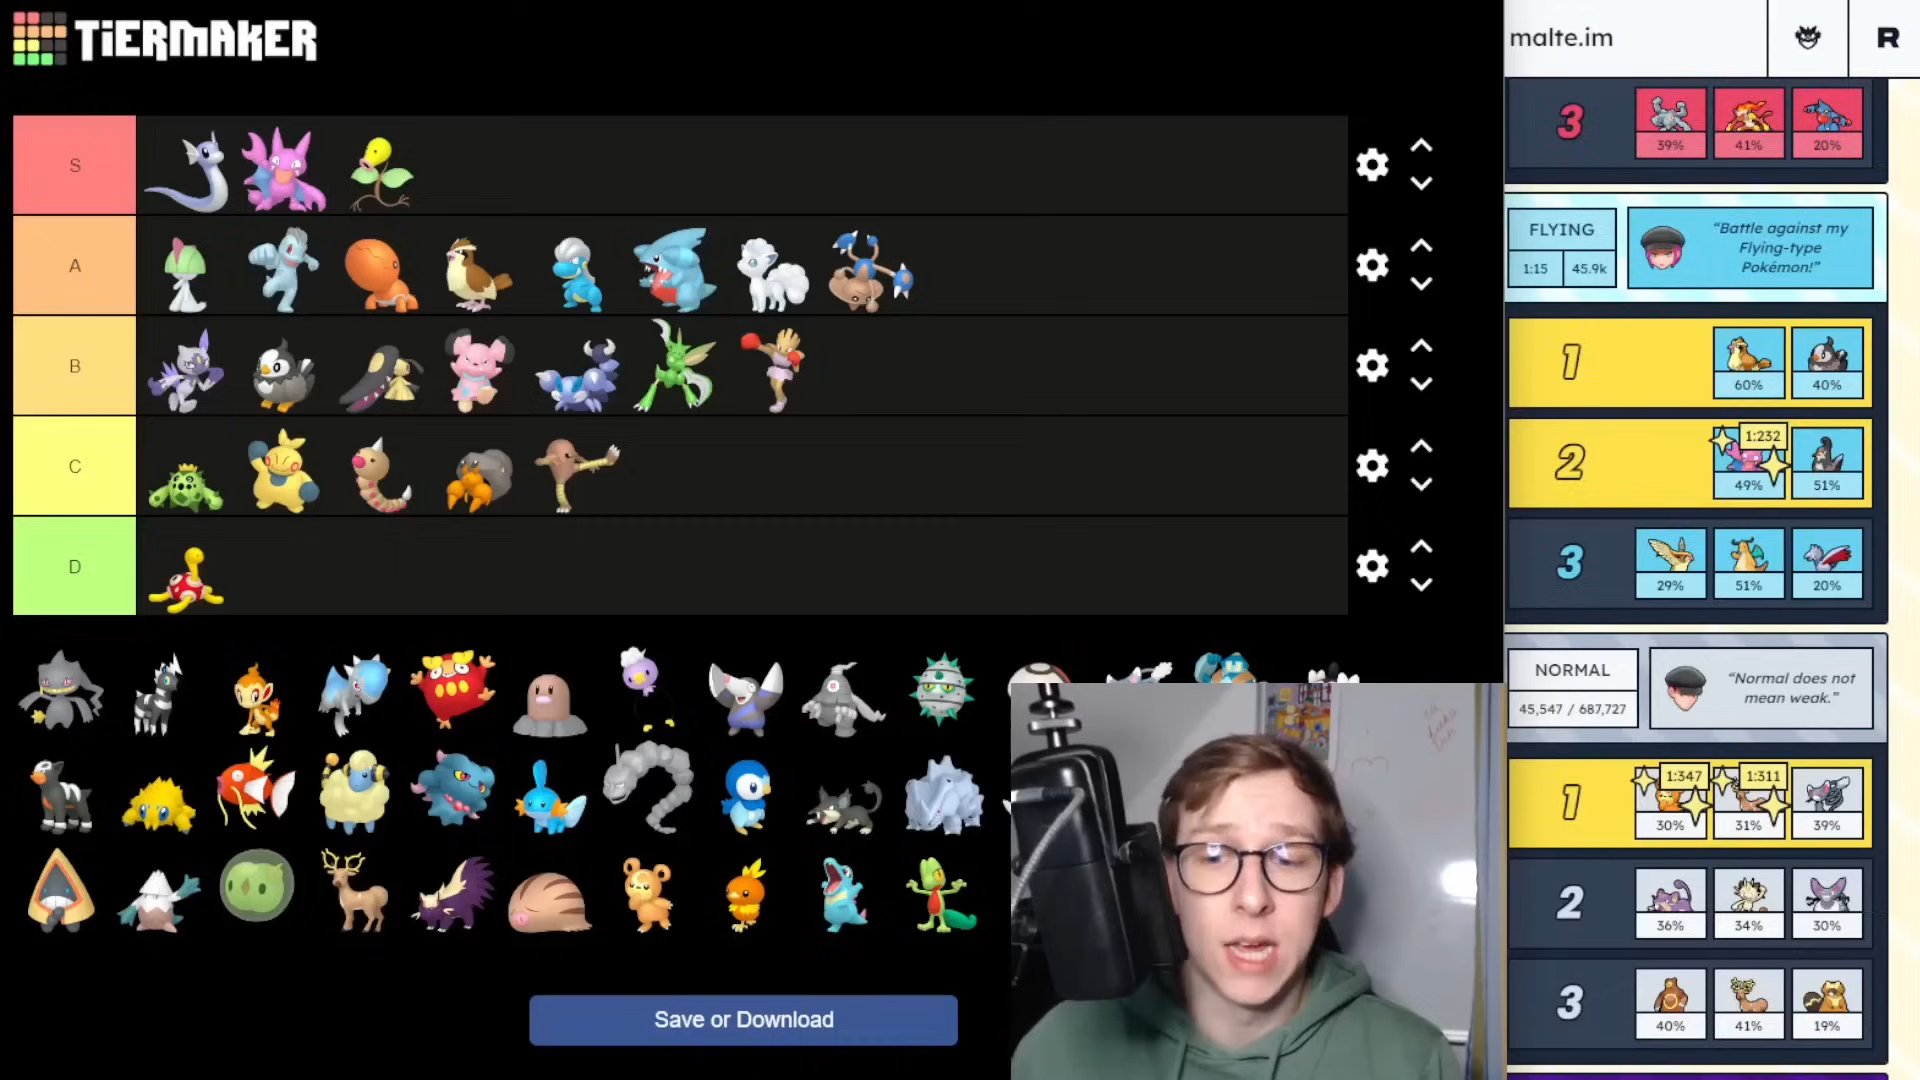 TiERMAKER
malte.im
R
S
A
B
C
D
3
39%
41%
20%
FLYING
1:15
45.9k
“Battle against my
Flying-type
Pokémon!”
1
60%
40%
2
1:232
49%
51%
3
29%
51%
20%
NORMAL
45,547 / 687,727
“Normal does not
mean weak.”
1
1:347
1:311
30%
31%
39%
2
36%
34%
30%
3
40%
41%
19%
Save or Download